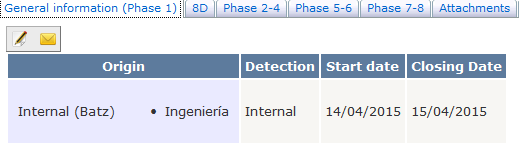 General information (Phase 1) 8D Phase 2-4 Phase 5-6 Phase 7-8 Attachments
Origin Detection Start date Closing Date
Internal (Batz) • Ingeniería Internal 14/04/2015 15/04/2015